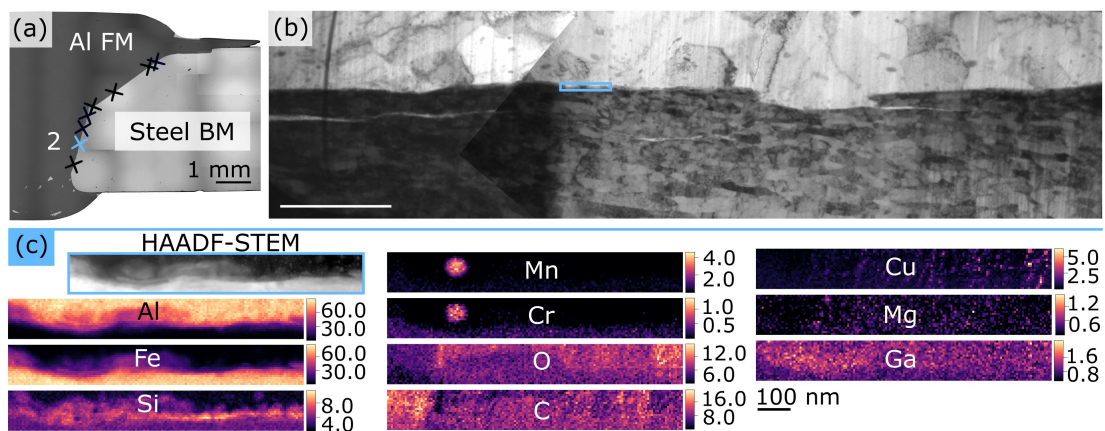 (a)
Al FM
2
Steel BM
1 mm
(b)
(c)
HAADF-STEM
Al
60.0
30.0
Fe
60.0
30.0
Si
8.0
4.0
Mn
4.0
2.0
Cr
1.0
0.5
O
12.0
6.0
C
16.0
8.0
Cu
5.0
2.5
Mg
1.2
0.6
Ga
1.6
0.8
100 nm